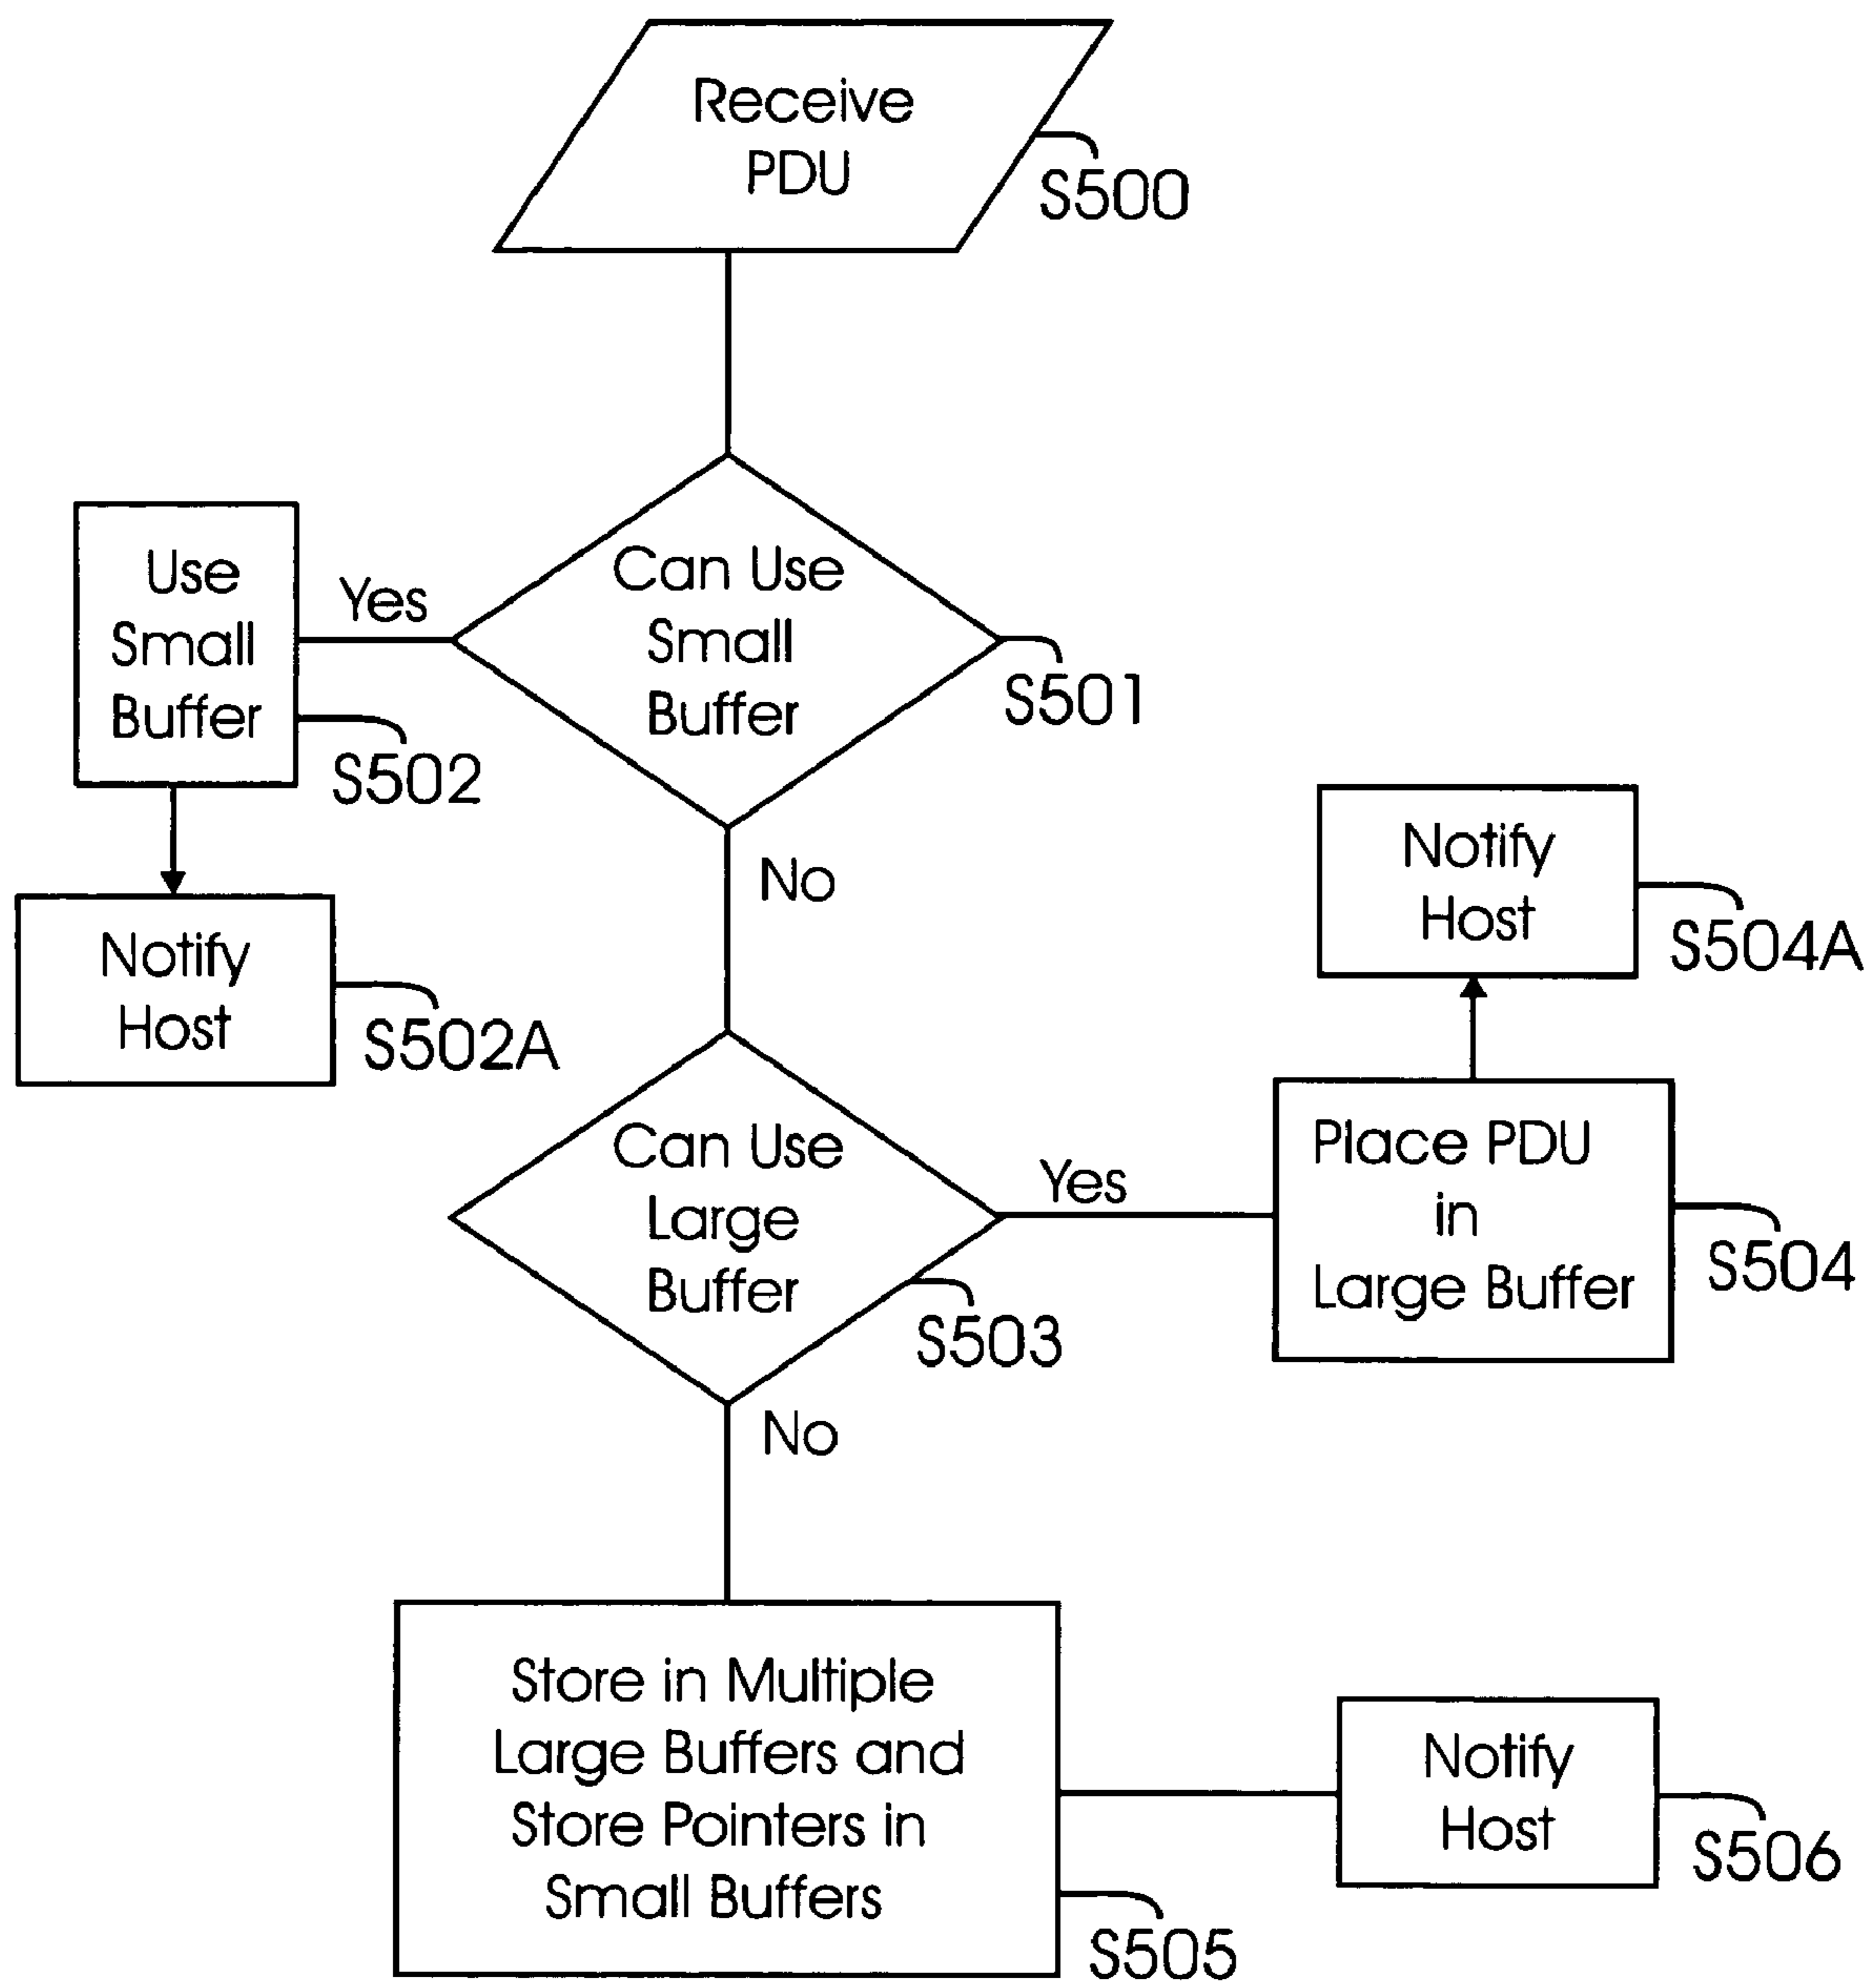 Receive
PDU
S500
Can Use
Small
Buffer
S501
Yes
Use
Small
Buffer
S502
Notify
Host
S502A
No
Can Use
Large
Buffer
S503
Yes
Place PDU
in
Large Buffer
S504
Notify
Host
S504A
No
Store in Multiple
Large Buffers and
Store Pointers in
Small Buffers
S505
Notify
Host
S506